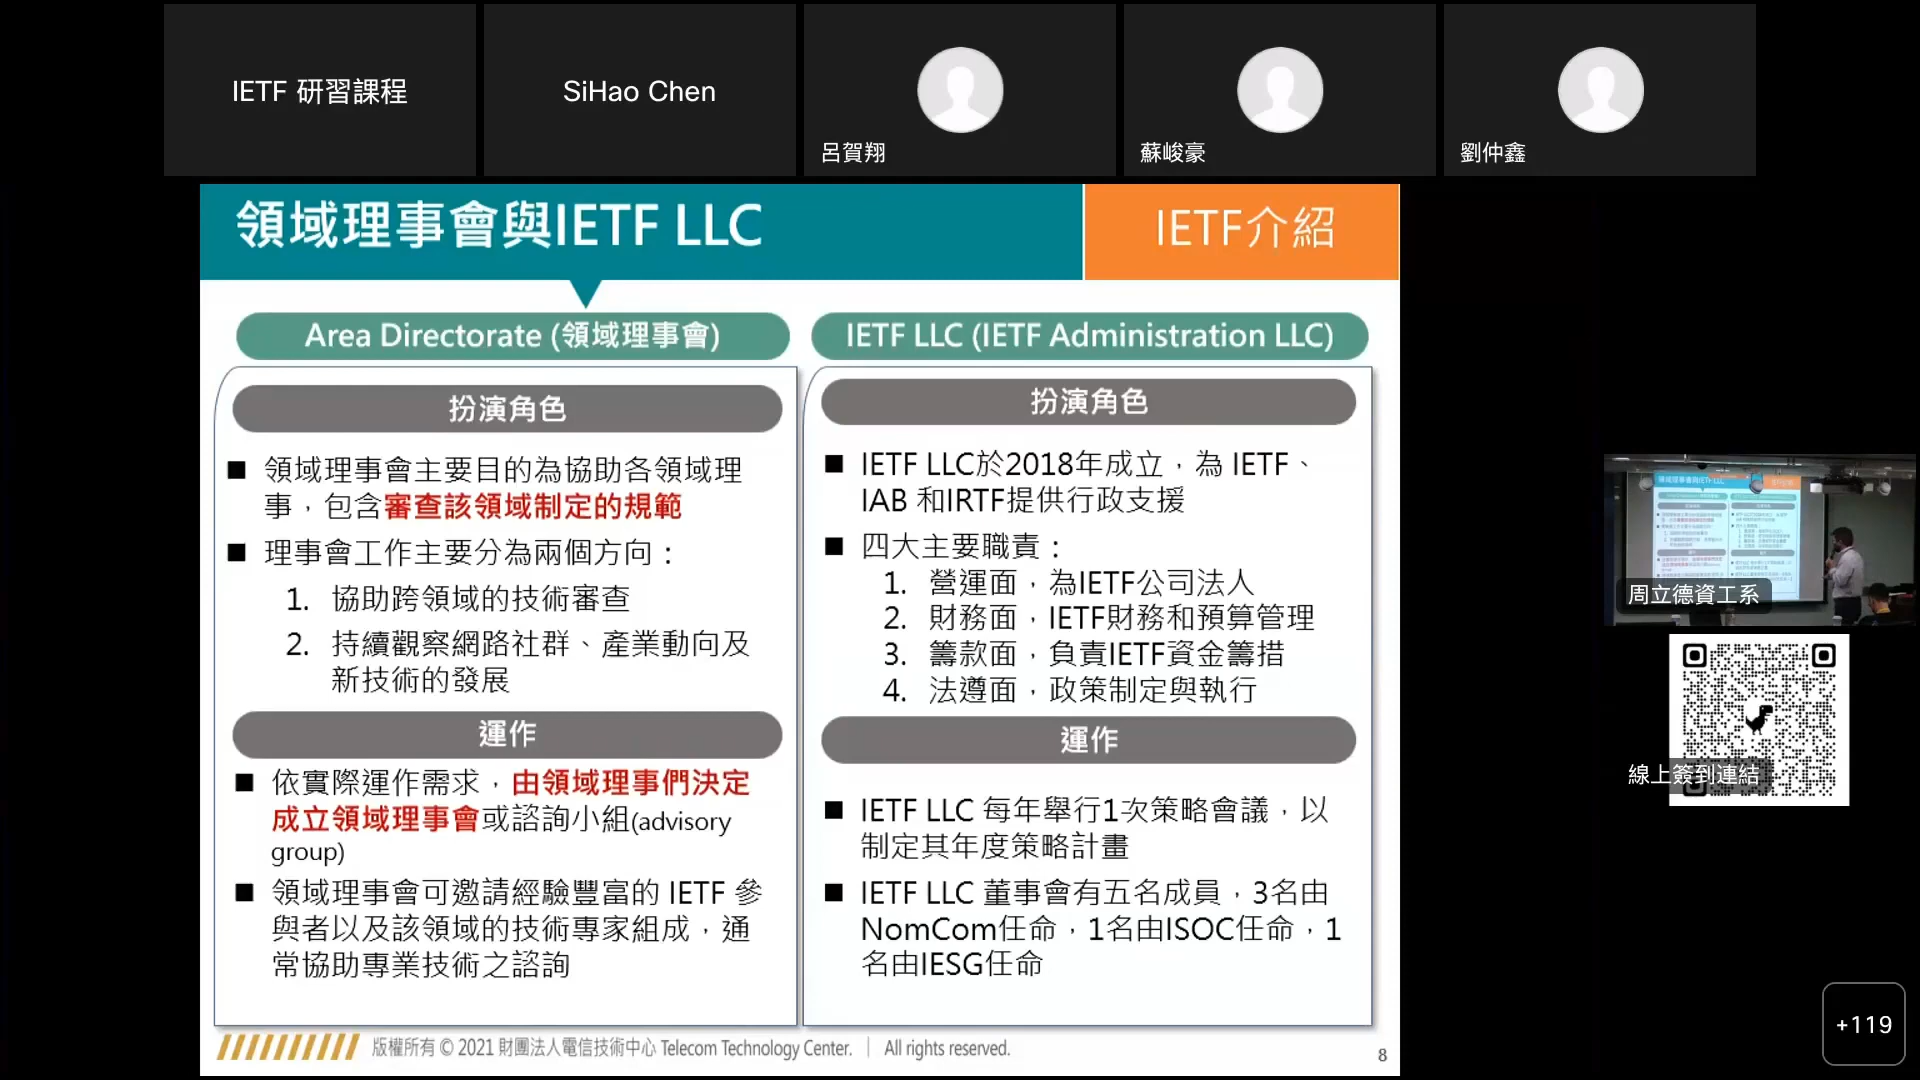 IETF 研習課程
SiHao Chen
呂賀翔
蘇峻豪
劉仲鑫
領域理事會與IETF LLC
IETF介紹
Area Directorate (領域理事會)
扮演角色
領域理事會主要目的為協助各領域理
事，包含審查該領域制定的規範
理事會工作主要分為兩個方向：
1. 協助跨領域的技術審查
2. 持續觀察網路社群、產業動向及
新技術的發展
運作
依實際運作需求，由領域理事們決定
成立領域理事會或諮詢小組(advisory
group)
領域理事會可邀請經驗豐富的 IETF 參
與者以及該領域的技術專家組成，通
常協助專業技術之諮詢
IETF LLC (IETF Administration LLC)
扮演角色
IETF LLC於2018年成立，為 IETF、
IAB 和IRTF提供行政支援
四大主要職責：
1. 營運面，為IETF公司法人
2. 財務面，IETF財務和預算管理
3. 籌款面，負責IETF資金籌措
4. 法遵面，政策制定與執行
運作
IETF LLC 每年舉行1次策略會議，以
制定其年度策略計畫
IETF LLC 董事會有五名成員，3名由
NomCom任命，1名由ISOC任命，1
名由IESG任命
版權所有 © 2021 財團法人電信技術中心 Telecom Technology Center. | All rights reserved.
8
領域理事會與IETF LLC
周立德資工系
線上簽到連結
+119